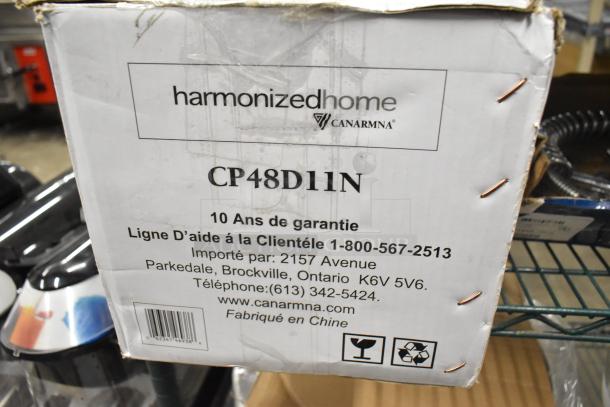 harmonizedhome
CANARMNA®
CP48D11N
10 Ans de garantie
Ligne D'aide á la Clientéle 1-800-567-2513
Importé par: 2157 Avenue
Parkedale, Brockville, Ontario K6V 5V6.
Téléphone:(613) 342-5424.
www.canarmna.com
Fabriqué en Chine